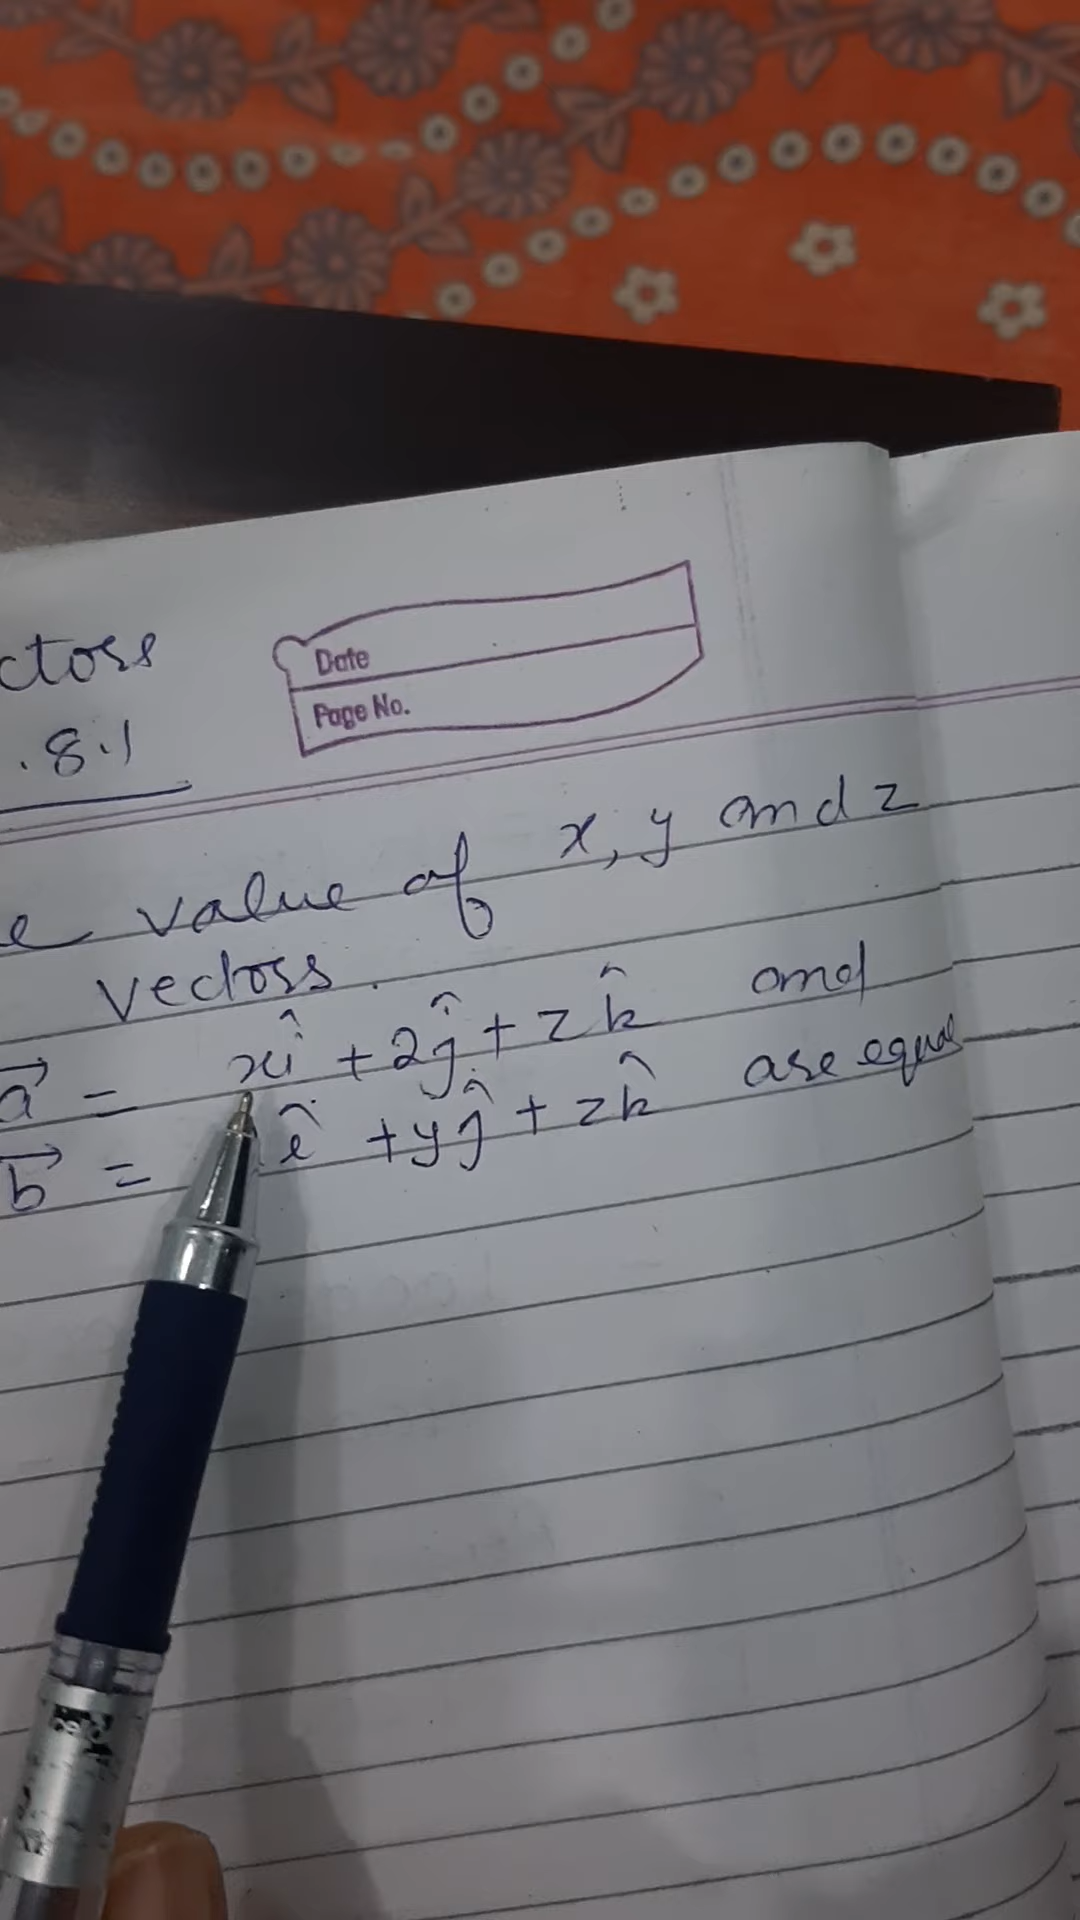 ctors
.8.1
Date
Page No.
e value of x, y and z
vectors.
a⃗ = xî + 2ĵ + zk̂ and
b⃗ = î + yĵ + zk̂ are equal